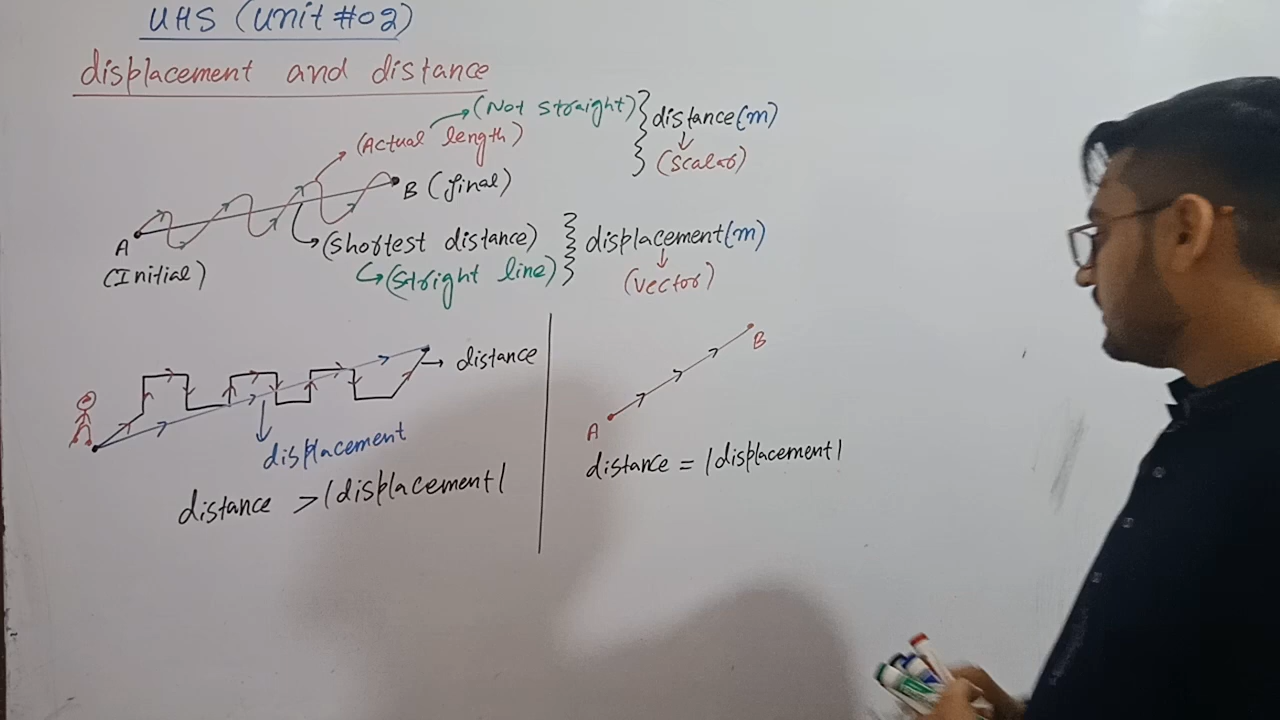 UHS (Unit #02)
displacement and distance
(Not straight)
distance(m)
(Actual length)
(Scalar)
B (final)
A
(Initial)
(Shortest distance)
displacement(m)
(Stright line)
(vector)
distance
displacement
distance > |displacement|
B
A
distance = |displacement|